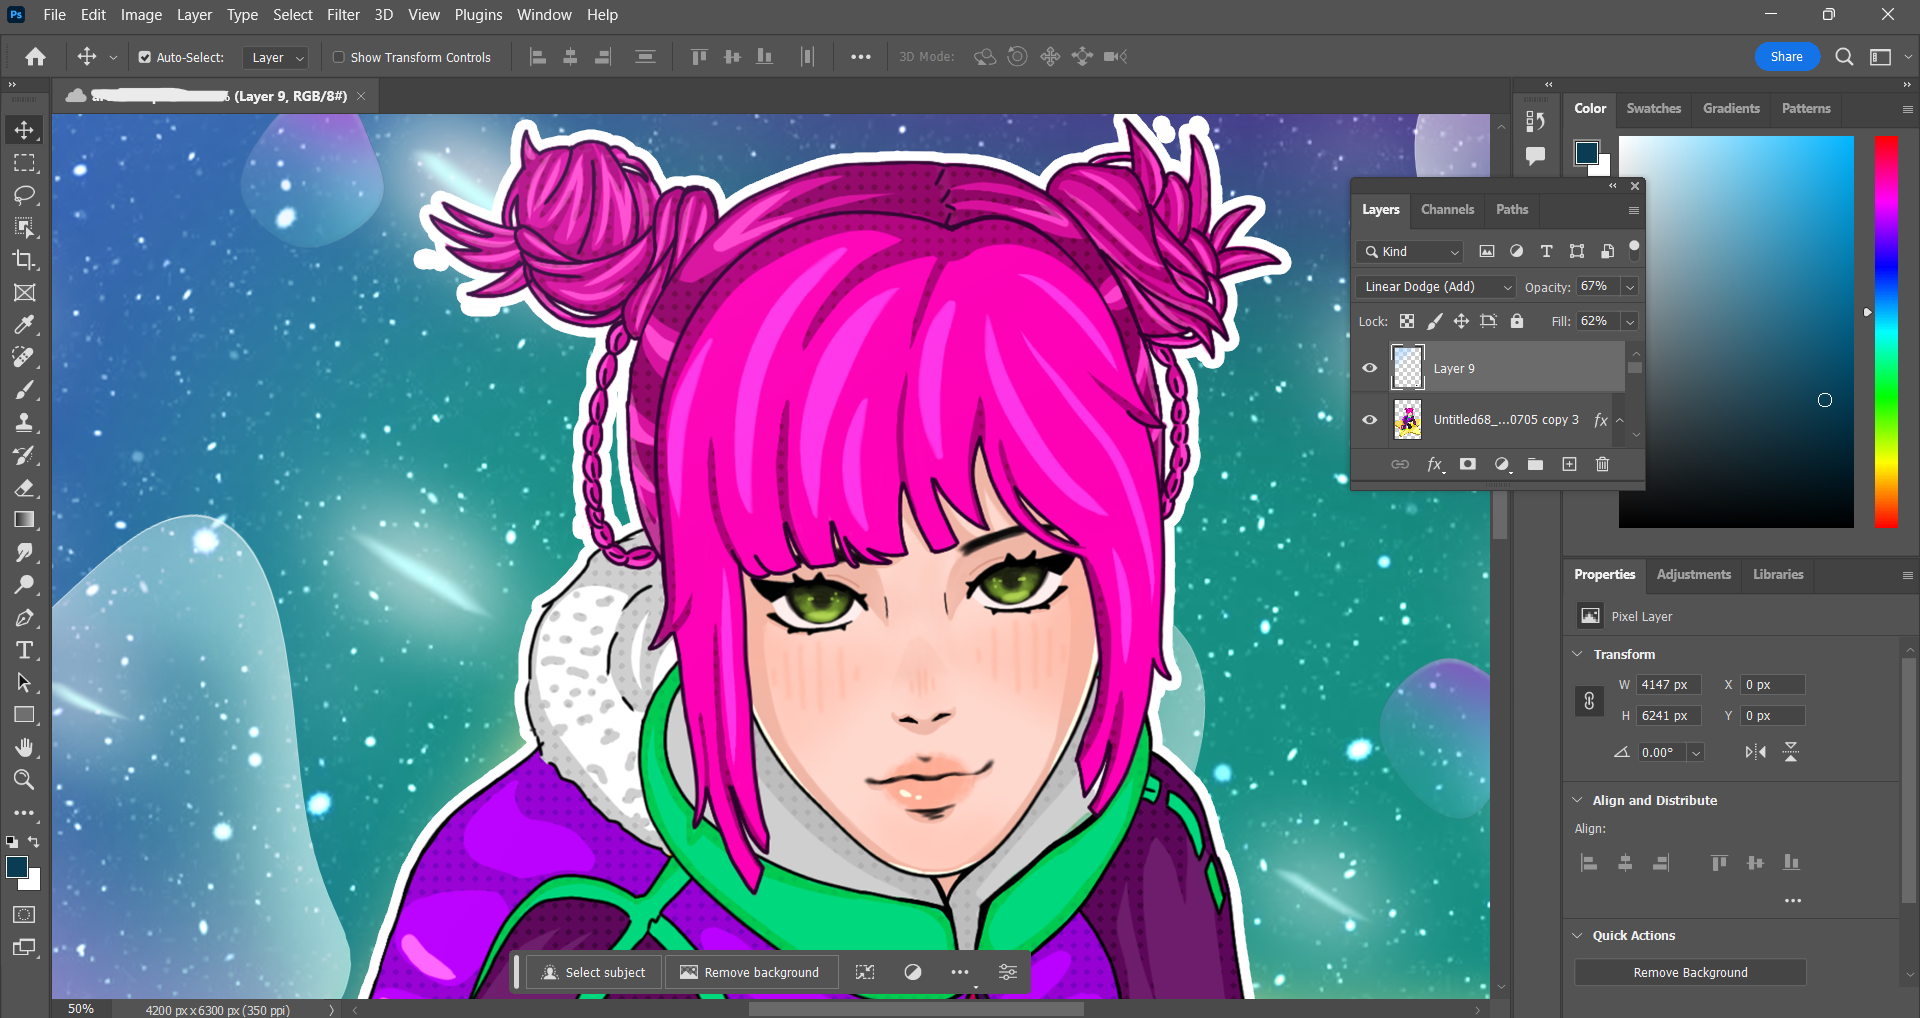 Ps File Edit Image Layer Type Select Filter 3D View Plugins Window Help
Auto-Select: Layer Show Transform Controls 3D Mode: Share
(Layer 9, RGB/8#)
Color Swatches Gradients Patterns
Layers Channels Paths
Kind
Linear Dodge (Add) Opacity: 67%
Lock: Fill: 62%
Layer 9
Untitled68_...0705 copy 3 fx
fx
Properties Adjustments Libraries
Pixel Layer
Transform
W 4147 px X 0 px
H 6241 px Y 0 px
0.00°
Align and Distribute
Align:
Quick Actions
Remove Background
Select subject Remove background
50% 4200 px x 6300 px (350 ppi)